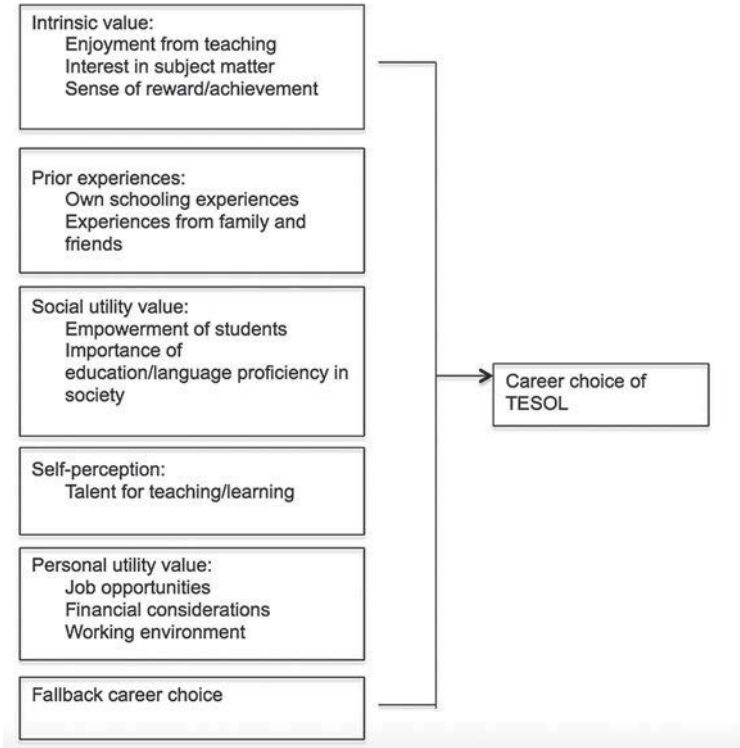 Intrinsic value:
Enjoyment from teaching
Interest in subject matter
Sense of reward/achievement
Prior experiences:
Own schooling experiences
Experiences from family and
friends
Social utility value:
Empowerment of students
Importance of
education/language proficiency in
society
Self-perception:
Talent for teaching/learning
Personal utility value:
Job opportunities
Financial considerations
Working environment
Fallback career choice
Career choice of
TESOL